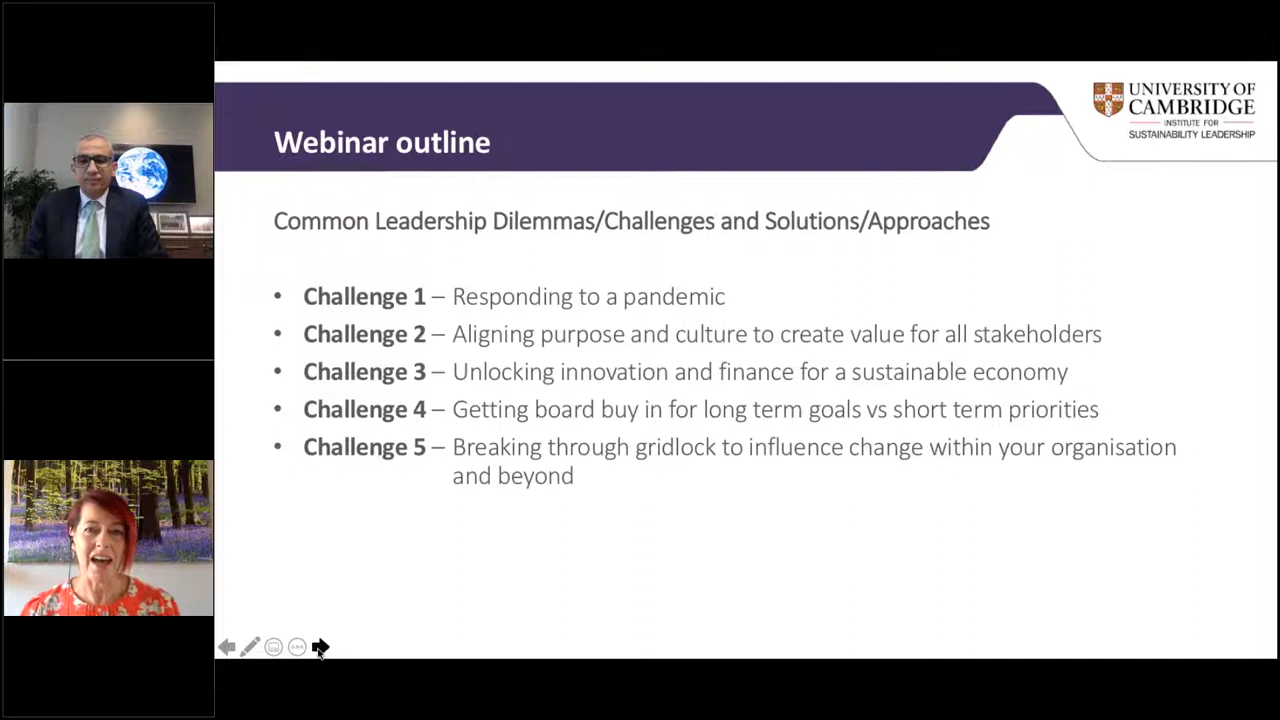 Webinar outline
UNIVERSITY OF
CAMBRIDGE
INSTITUTE FOR
SUSTAINABILITY LEADERSHIP
Common Leadership Dilemmas/Challenges and Solutions/Approaches
• Challenge 1 – Responding to a pandemic
• Challenge 2 – Aligning purpose and culture to create value for all stakeholders
• Challenge 3 – Unlocking innovation and finance for a sustainable economy
• Challenge 4 – Getting board buy in for long term goals vs short term priorities
• Challenge 5 – Breaking through gridlock to influence change within your organisation
and beyond